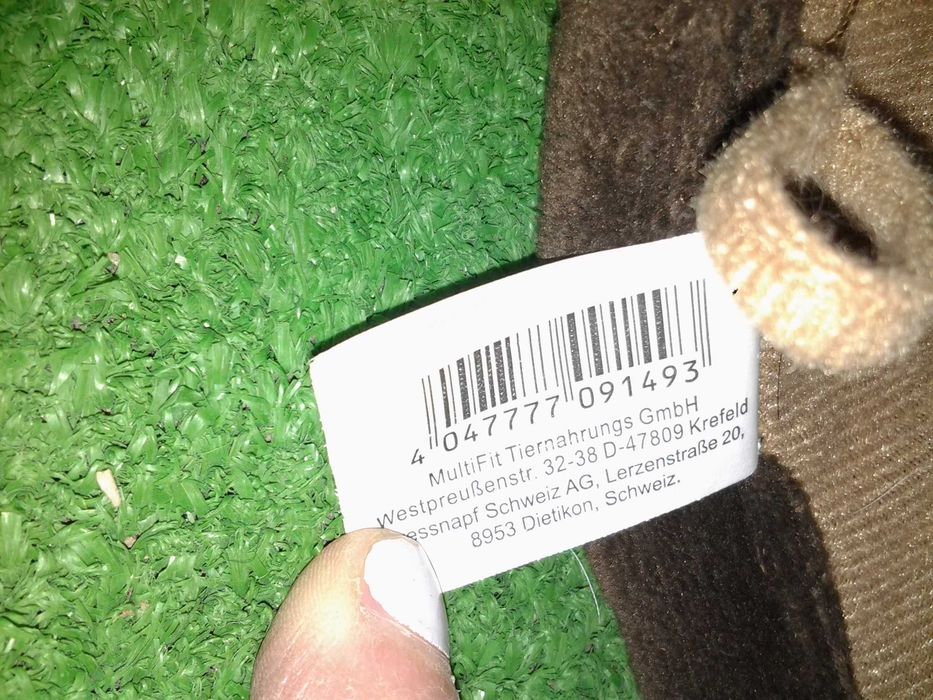 4 047777 091493
MultiFit Tiernahrungs GmbH
Westpreußenstr. 32-38 D-47809 Krefeld
essnapf Schweiz AG, Lerzenstraße 20,
8953 Dietikon, Schweiz.